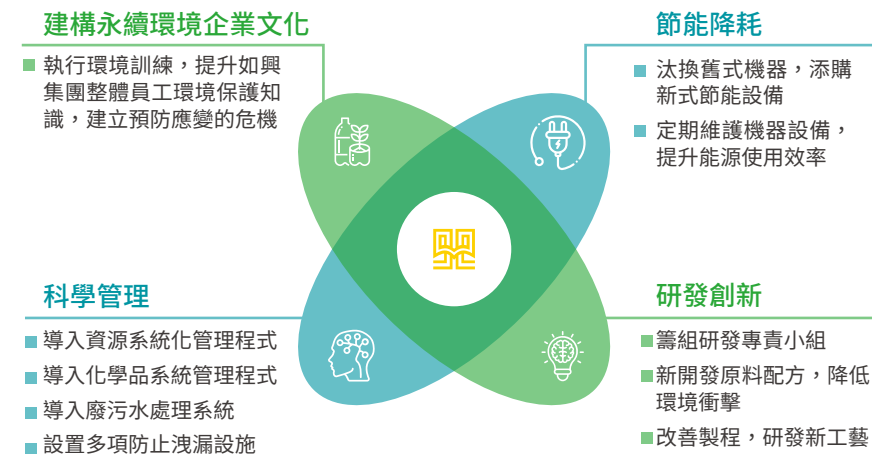 建構永續環境企業文化
執行環境訓練，提升如興
集團整體員工環境保護知
識，建立預防應變的危機
節能降耗
汰換舊式機器，添購
新式節能設備
定期維護機器設備，
提升能源使用效率
科學管理
導入資源系統化管理程式
導入化學品系統管理程式
導入廢污水處理系統
設置多項防止洩漏設施
研發創新
籌組研發專責小組
新開發原料配方，降低
環境衝擊
改善製程，研發新工藝